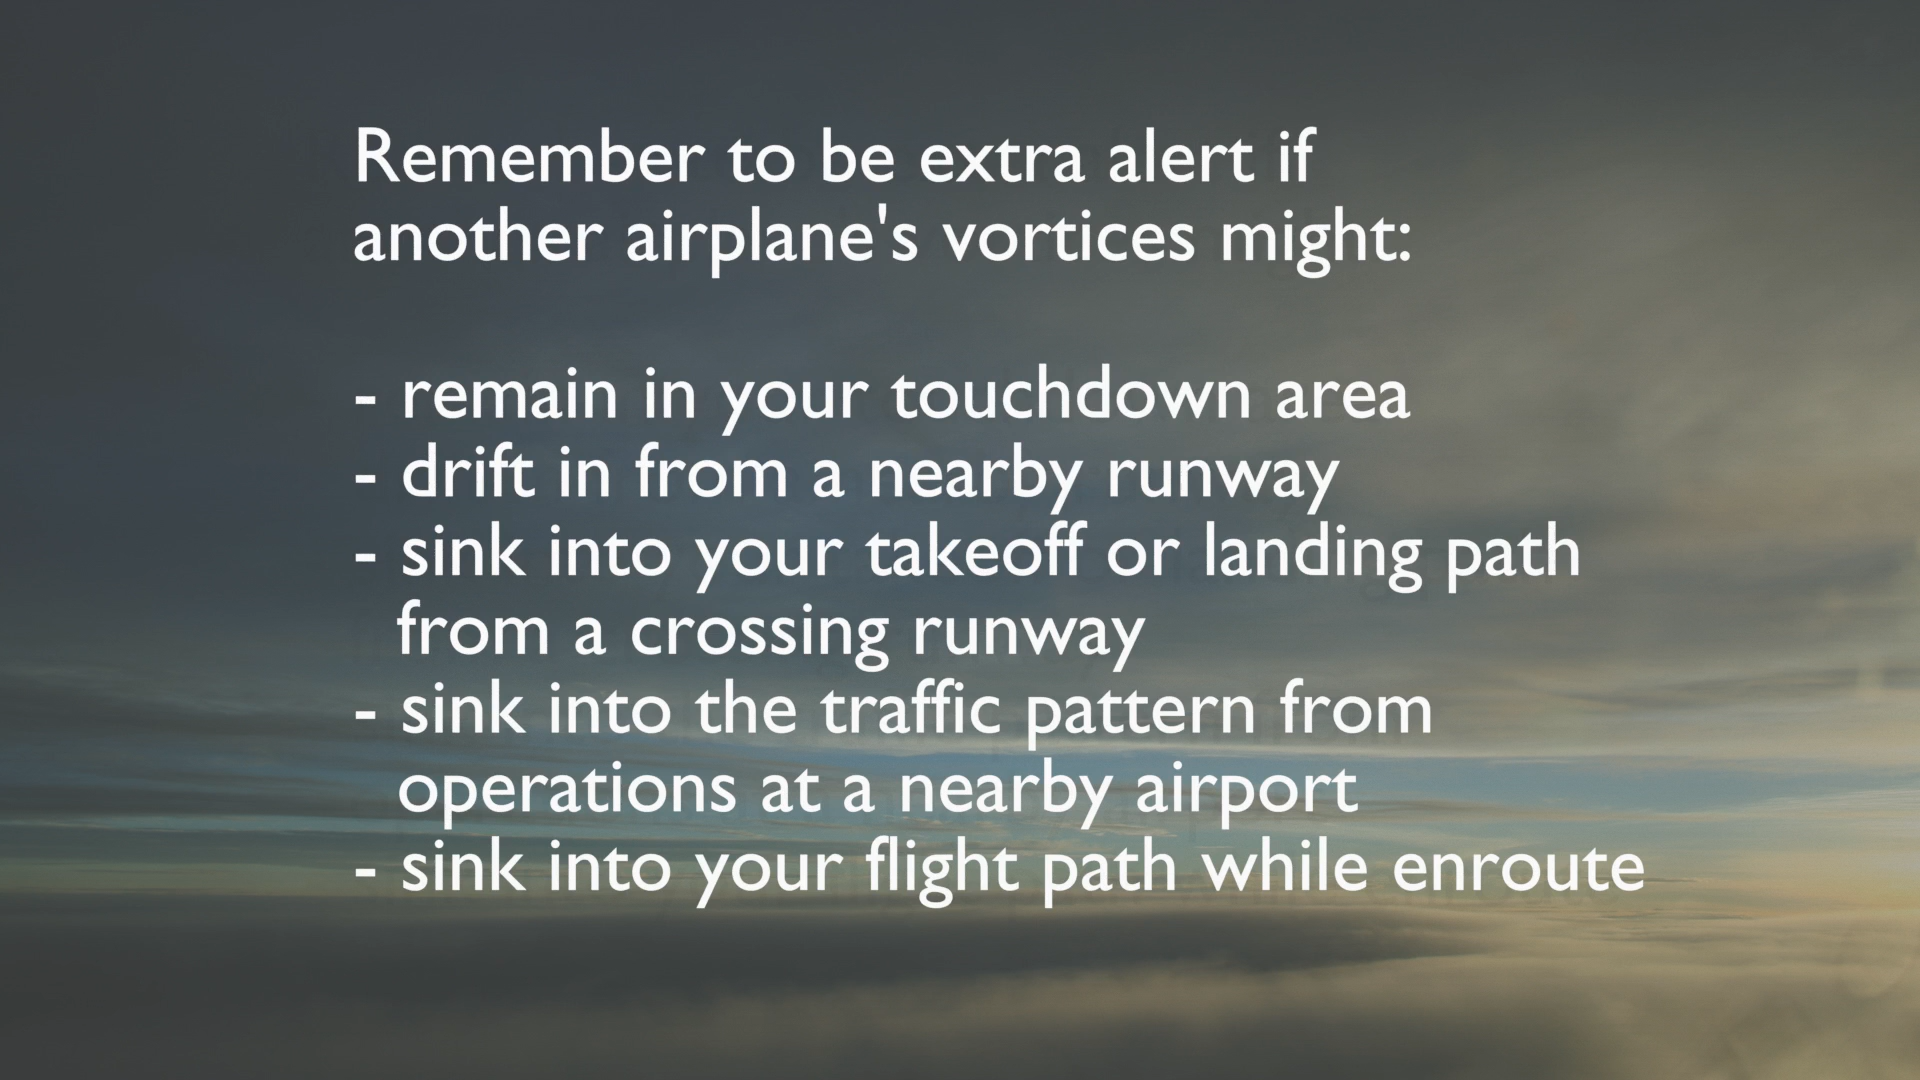 Remember to be extra alert if
another airplane's vortices might:
- remain in your touchdown area
- drift in from a nearby runway
- sink into your takeoff or landing path
from a crossing runway
- sink into the traffic pattern from
operations at a nearby airport
- sink into your flight path while enroute